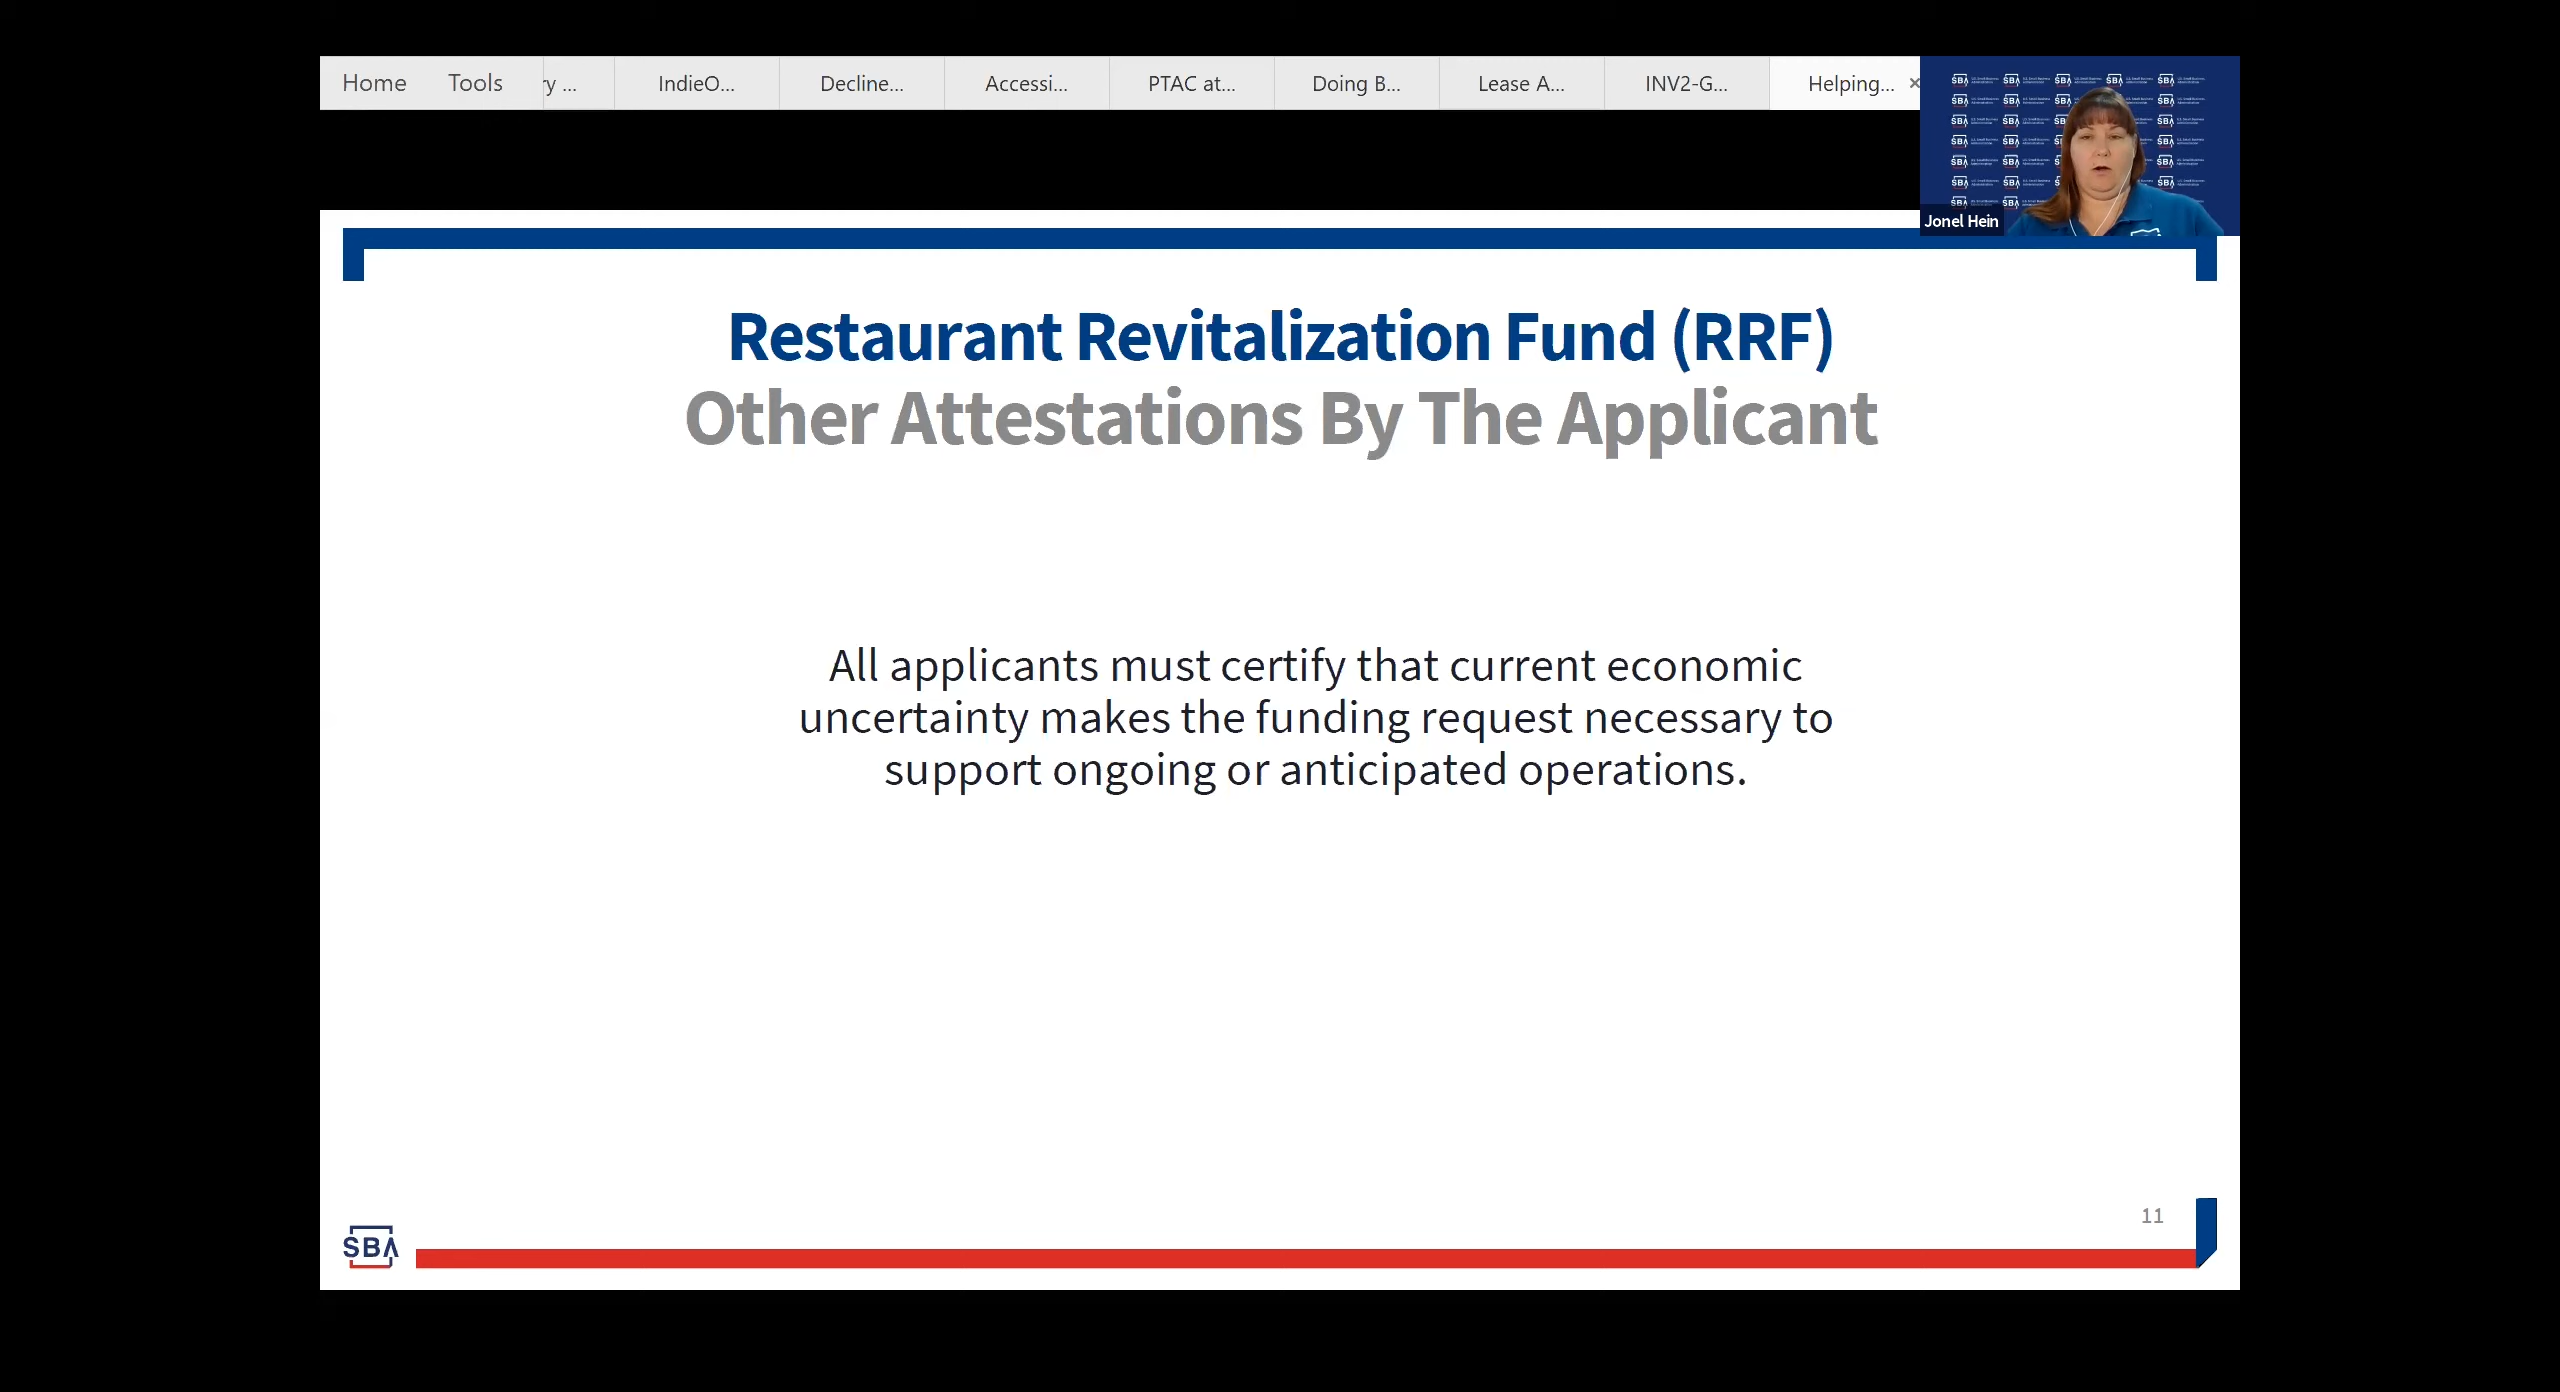 Home Tools ry ... IndieO... Decline... Accessi... PTAC at... Doing B... Lease A... INV2-G... Helping... ×
SBA
Jonel Hein
Restaurant Revitalization Fund (RRF)
Other Attestations By The Applicant
All applicants must certify that current economic
uncertainty makes the funding request necessary to
support ongoing or anticipated operations.
11
SBA